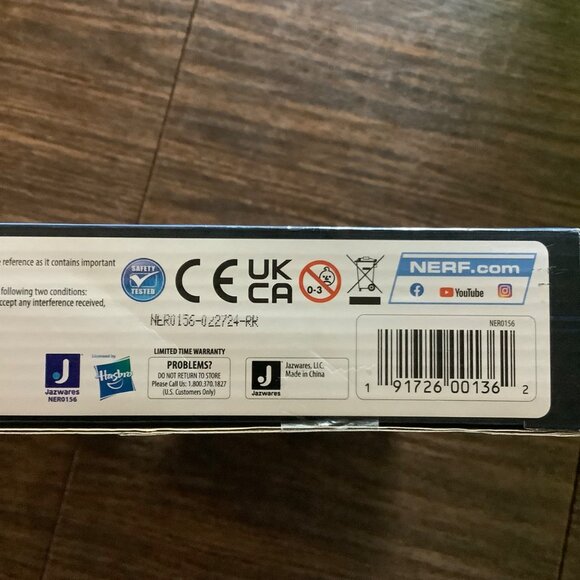 e reference as it contains important
following two conditions:
ccept any interference received,
SAFETY
TESTED
CE
UK
CA
0-3
NERF.com
YouTube
NER0156-022724-RR
NER0156
J
Jazwares
NER0156
Licensed by
Hasbro
LIMITED TIME WARRANTY
PROBLEMS?
DO NOT RETURN TO STORE
Please Call Us: 1.800.370.1827
(U.S. Customers Only)
J
Jazwares
Jazwares, LLC.
Made in China
1 91726 00136 2